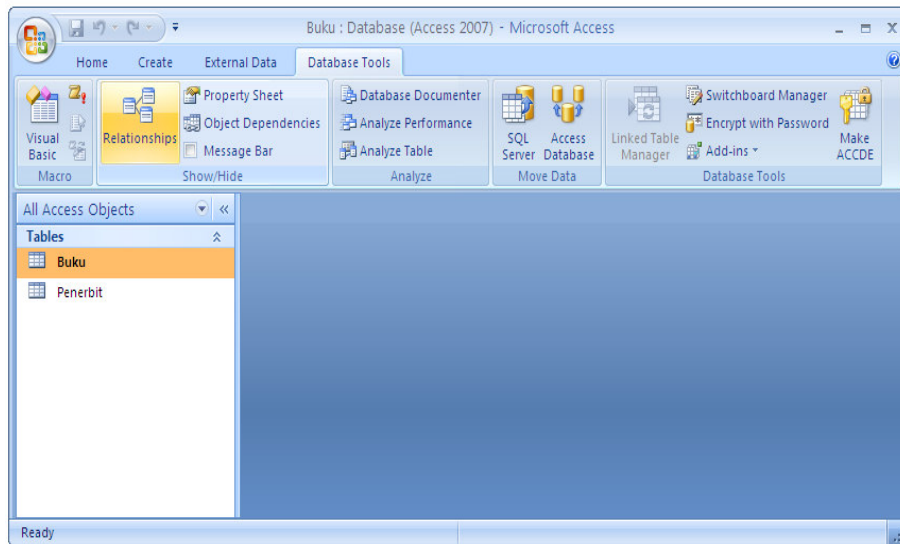 Buku : Database (Access 2007) - Microsoft Access
Home Create External Data Database Tools
Visual Basic
Macro
Relationships
Property Sheet
Object Dependencies
Message Bar
Show/Hide
Database Documenter
Analyze Performance
Analyze Table
Analyze
SQL Server
Access Database
Move Data
Linked Table Manager
Switchboard Manager
Encrypt with Password
Add-ins
Make ACCDE
Database Tools
All Access Objects
Tables
Buku
Penerbit
Ready